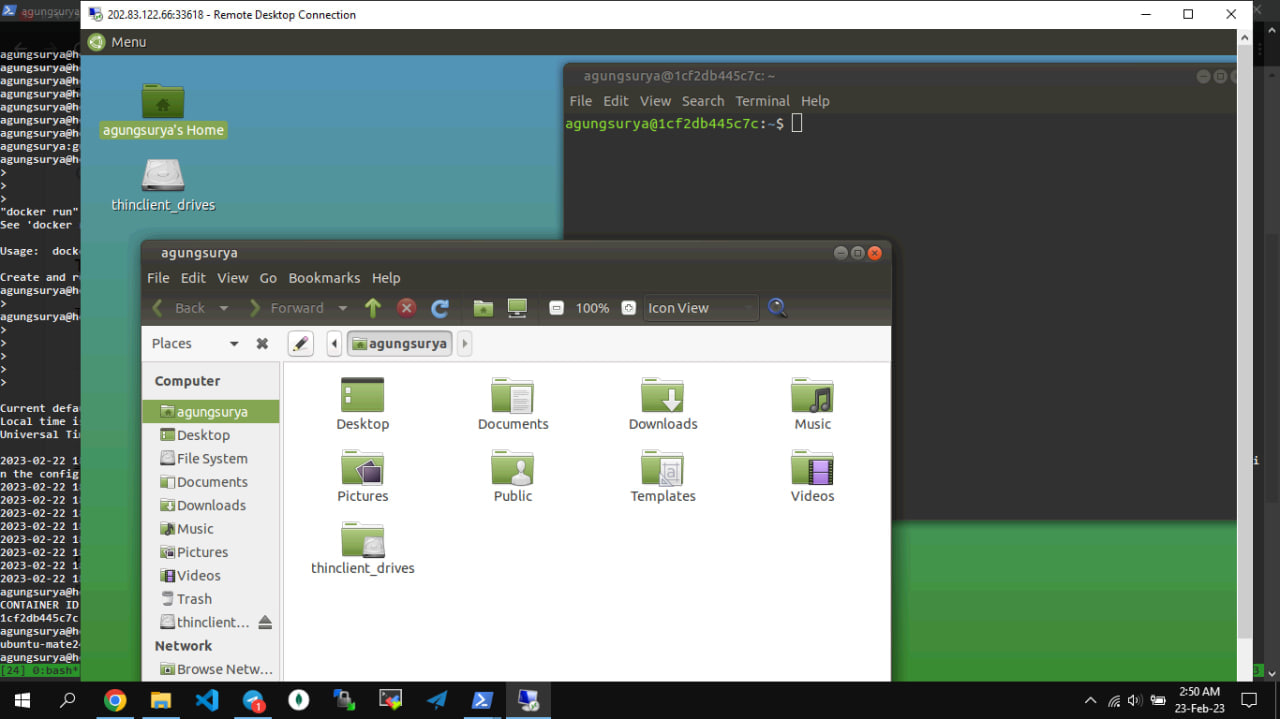 agungsurya
202.83.122.66:33618 - Remote Desktop Connection
Menu
agungsurya's Home
thinclient_drives
agungsurya@1cf2db445c7c: ~
File Edit View Search Terminal Help
agungsurya@1cf2db445c7c:~$
agungsurya
File Edit View Go Bookmarks Help
Back Forward 100% Icon View
Places agungsurya
Computer
agungsurya
Desktop
File System
Documents
Downloads
Music
Pictures
Videos
Trash
thinclient...
Network
Browse Netw...
Desktop Documents Downloads Music
Pictures Public Templates Videos
thinclient_drives
agungsurya@h
agungsurya@h
agungsurya@h
agungsurya@h
agungsurya@h
agungsurya@h
agungsurya@h
agungsurya:g
agungsurya@h
>
>
>
"docker run"
See 'docker
Usage: dock
Create and r
agungsurya@h
>
agungsurya@h
>
>
>
>
>
Current defa
Local time i
Universal Ti
2023-02-22 1
n the config
2023-02-22 1
2023-02-22 1
2023-02-22 1
2023-02-22 1
2023-02-22 1
2023-02-22 1
2023-02-22 1
2023-02-22 1
agungsurya@h
CONTAINER ID
1cf2db445c7c
agungsurya@h
ubuntu-mate2
agungsurya@h
[24] 0:bash*
1
2:50 AM
23-Feb-23